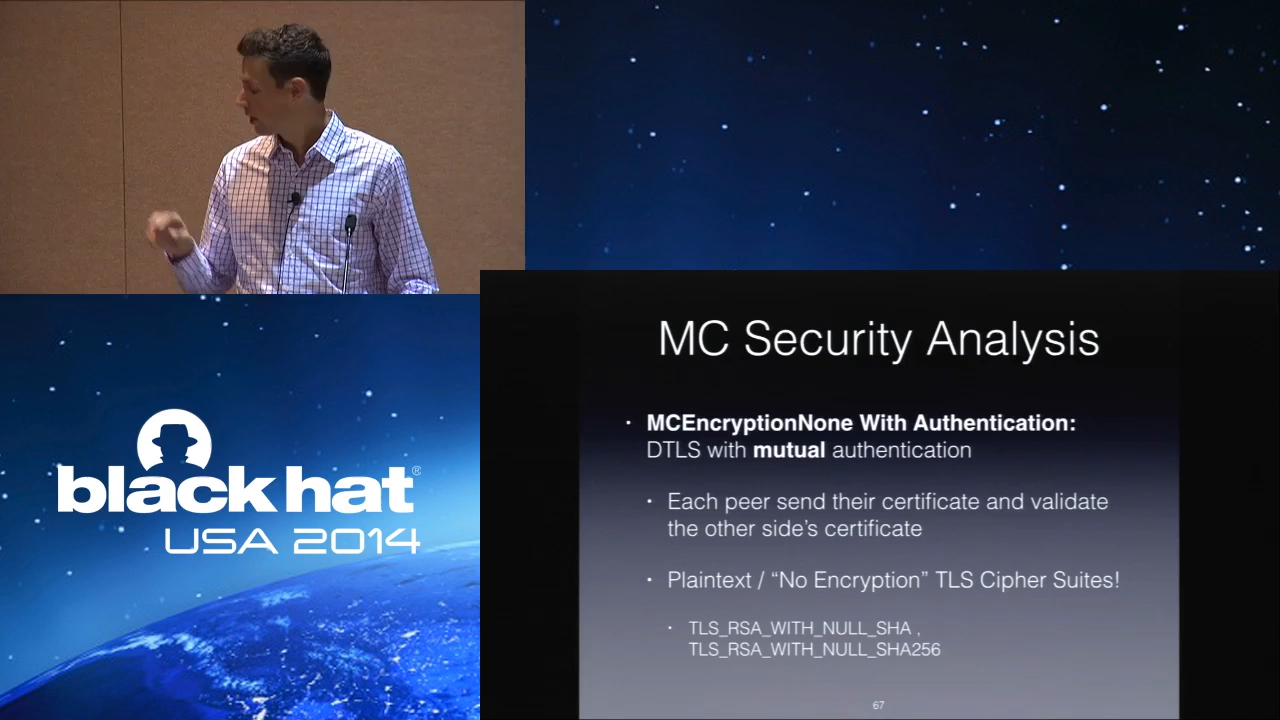 black hat®
USA 2014
MC Security Analysis
• MCEncryptionNone With Authentication:
DTLS with mutual authentication
• Each peer send their certificate and validate
the other side’s certificate
• Plaintext / “No Encryption” TLS Cipher Suites!
• TLS_RSA_WITH_NULL_SHA ,
TLS_RSA_WITH_NULL_SHA256
67